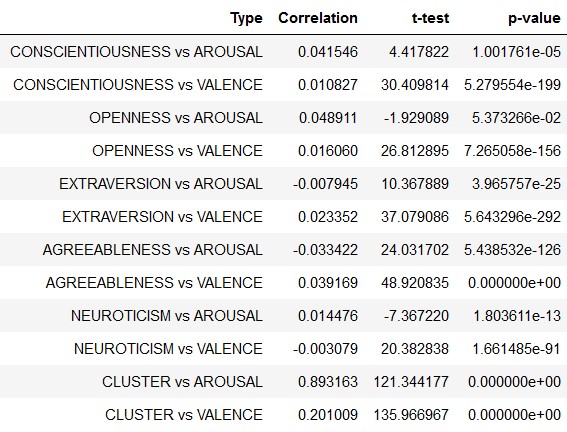 Type Correlation t-test p-value
CONSCIENTIOUSNESS vs AROUSAL 0.041546 4.417822 1.001761e-05
CONSCIENTIOUSNESS vs VALENCE 0.010827 30.409814 5.279554e-199
OPENNESS vs AROUSAL 0.048911 -1.929089 5.373266e-02
OPENNESS vs VALENCE 0.016060 26.812895 7.265058e-156
EXTRAVERSION vs AROUSAL -0.007945 10.367889 3.965757e-25
EXTRAVERSION vs VALENCE 0.023352 37.079086 5.643296e-292
AGREEABLENESS vs AROUSAL -0.033422 24.031702 5.438532e-126
AGREEABLENESS vs VALENCE 0.039169 48.920835 0.000000e+00
NEUROTICISM vs AROUSAL 0.014476 -7.367220 1.803611e-13
NEUROTICISM vs VALENCE -0.003079 20.382838 1.661485e-91
CLUSTER vs AROUSAL 0.893163 121.344177 0.000000e+00
CLUSTER vs VALENCE 0.201009 135.966967 0.000000e+00